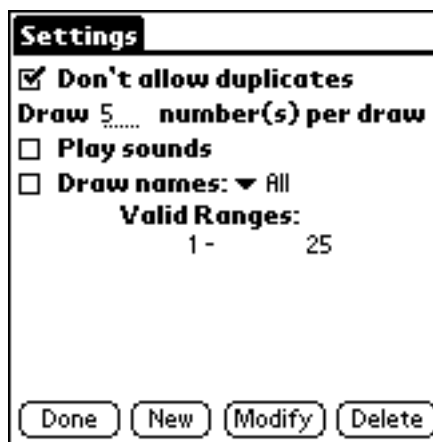 Settings
Don't allow duplicates
Draw 5 number(s) per draw
Play sounds
Draw names: All
Valid Ranges:
1 - 25
Done New Modify Delete